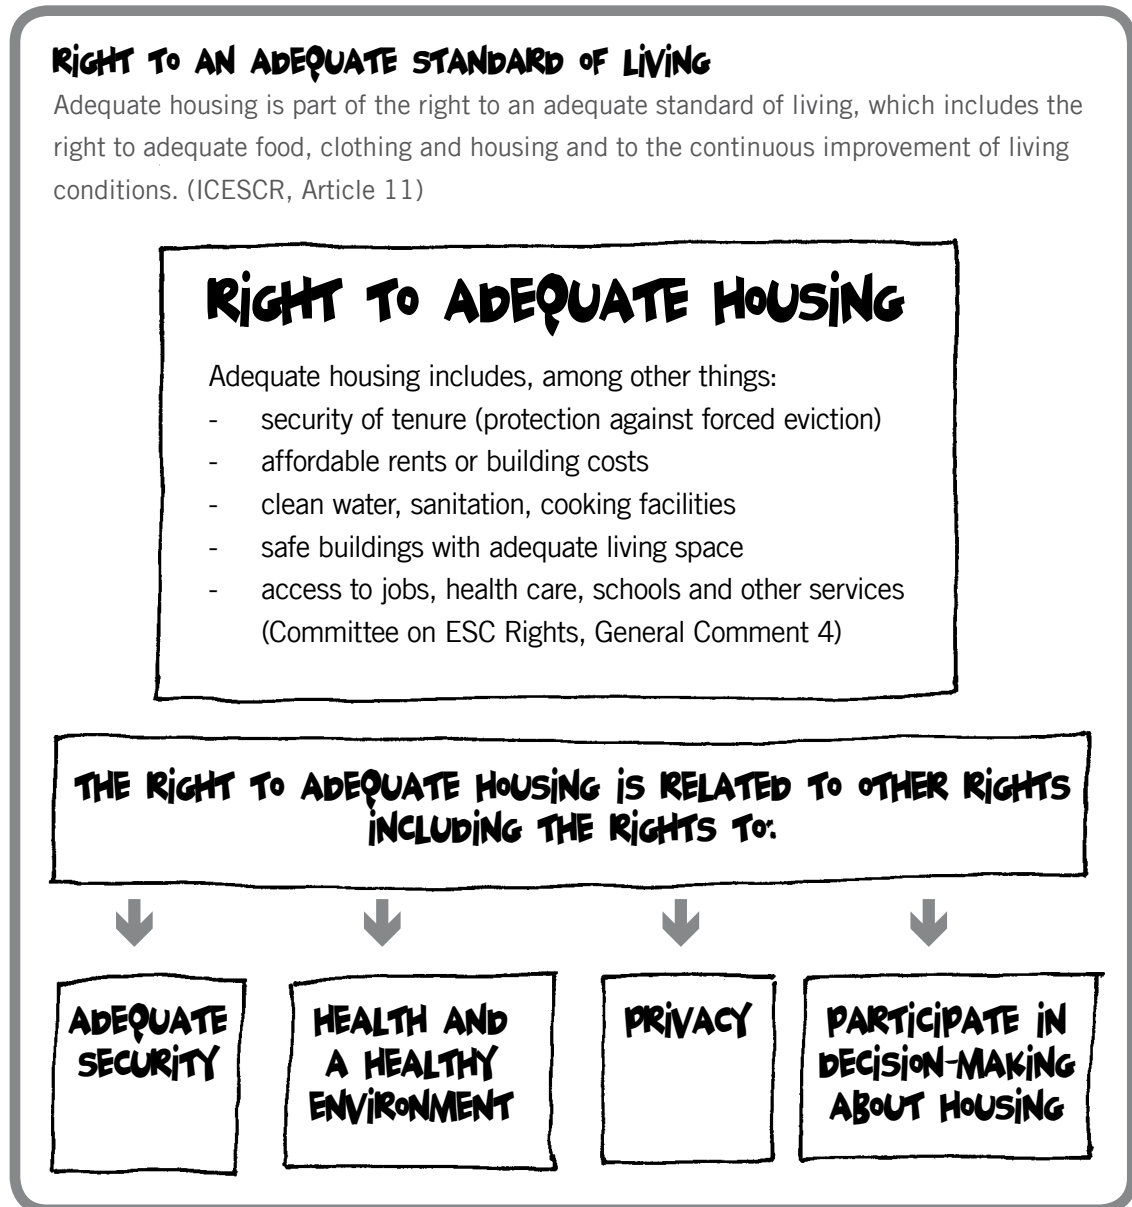 RiGHT To AN ADEQUATE STANDARD oF LiViNG
Adequate housing is part of the right to an adequate standard of living, which includes the
right to adequate food, clothing and housing and to the continuous improvement of living
conditions. (ICESCR, Article 11)
RiGHT To ADEQUATE HoUSiNG
Adequate housing includes, among other things:
- security of tenure (protection against forced eviction)
- affordable rents or building costs
- clean water, sanitation, cooking facilities
- safe buildings with adequate living space
- access to jobs, health care, schools and other services
(Committee on ESC Rights, General Comment 4)
THE RiGHT To ADEQUATE HoUSiNG iS RELATED To oTHER RiGHTS
iNCLUDiNG THE RiGHTS To:
ADEQUATE
SECURiTY
HEALTH AND
A HEALTHY
ENViRoNMENT
PRiVACY
PARTiCiPATE iN
DECiSioN-MAKiNG
ABoUT HoUSiNG